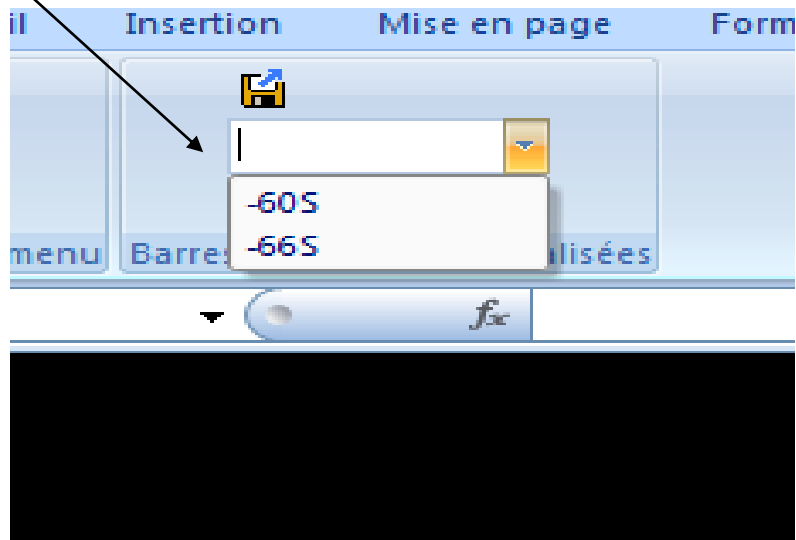 il Insertion Mise en page Form
-60S
-66S
menu Barres alisées
fx